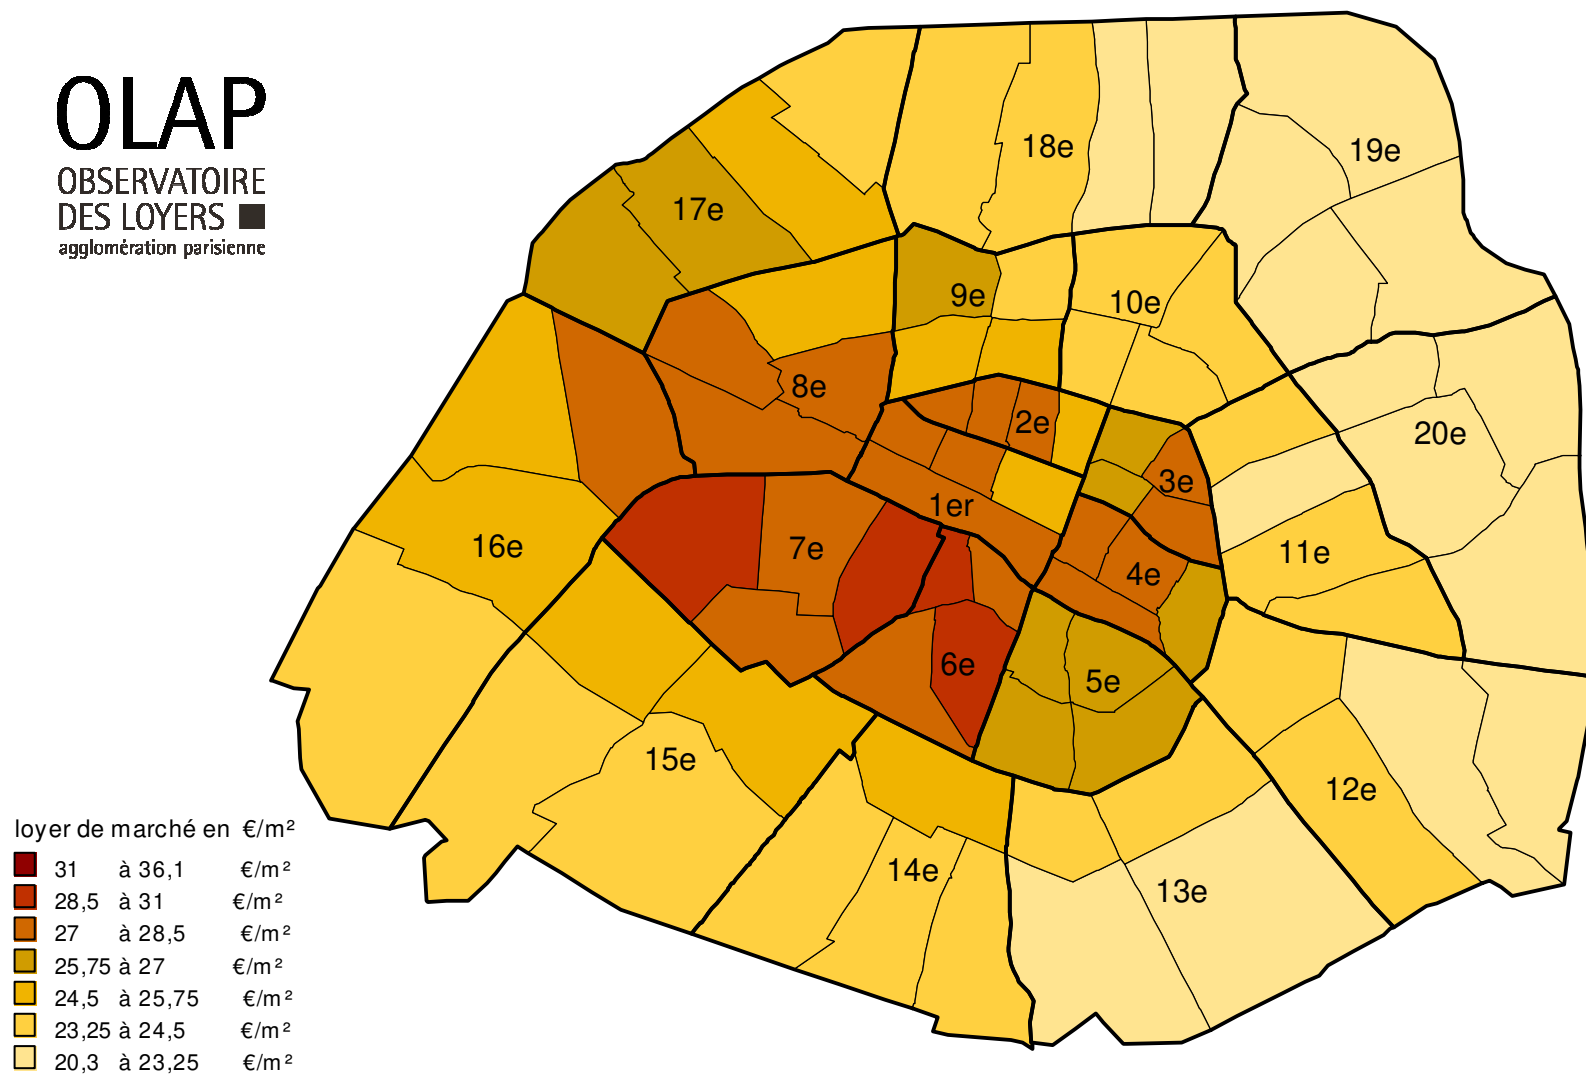 OLAP
OBSERVATOIRE
DES LOYERS
agglomération parisienne
18e
19e
17e
9e
10e
8e
2e
20e
3e
1er
16e
7e
11e
4e
6e
5e
15e
12e
14e
13e
loyer de marché en €/m²
31 à 36,1 €/m²
28,5 à 31 €/m²
27 à 28,5 €/m²
25,75 à 27 €/m²
24,5 à 25,75 €/m²
23,25 à 24,5 €/m²
20,3 à 23,25 €/m²